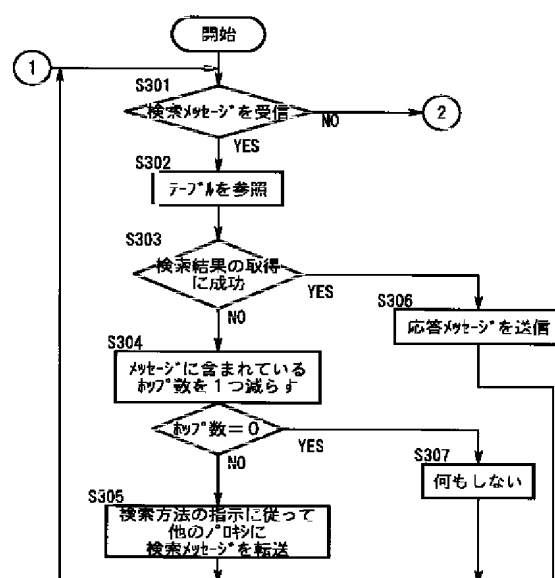 開始
1
S301
検索ﾒｯｾｰｼﾞを受信
NO
2
YES
S302
ﾃｰﾌﾞﾙを参照
S303
検索結果の取得
に成功
YES
S306
NO
応答ﾒｯｾｰｼﾞを送信
S304
ﾒｯｾｰｼﾞに含まれている
ﾎｯﾌﾟ数を1つ減らす
ﾎｯﾌﾟ数=0
YES
S307
NO
何もしない
S305
検索方法の指示に従って
他のﾌﾟﾛｷｼに
検索ﾒｯｾｰｼﾞを転送